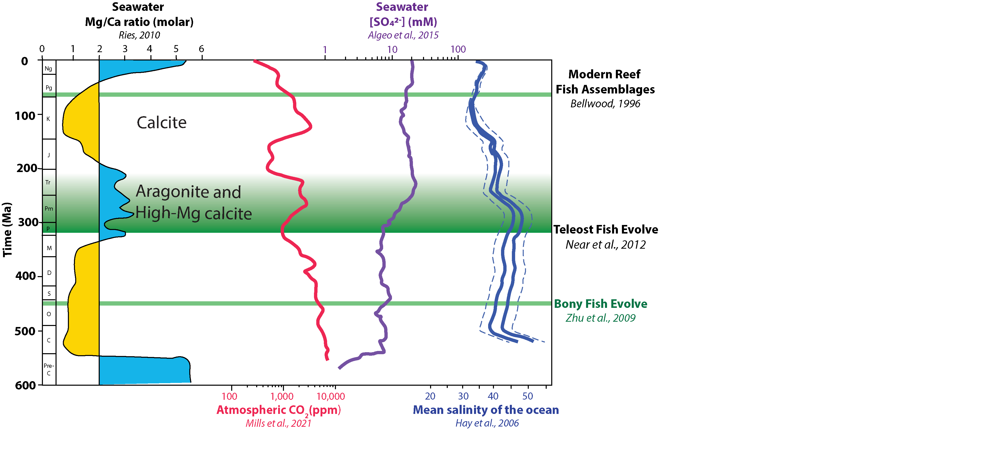 Seawater
Mg/Ca ratio (molar)
Ries, 2010
Seawater
[SO₄²⁻] (mM)
Algeo et al., 2015
0 1 2 3 4 5 6
1 10 100
0
100
200
300
400
500
600
Time (Ma)
Ng
Pg
K
J
Tr
Pm
P
M
D
S
O
C
Pre-
C
Calcite
Aragonite and
High-Mg calcite
Modern Reef
Fish Assemblages
Bellwood, 1996
Teleost Fish Evolve
Near et al., 2012
Bony Fish Evolve
Zhu et al., 2009
100 1,000 10,000
Atmospheric CO₂(ppm)
Mills et al., 2021
20 30 40 50
Mean salinity of the ocean
Hay et al., 2006